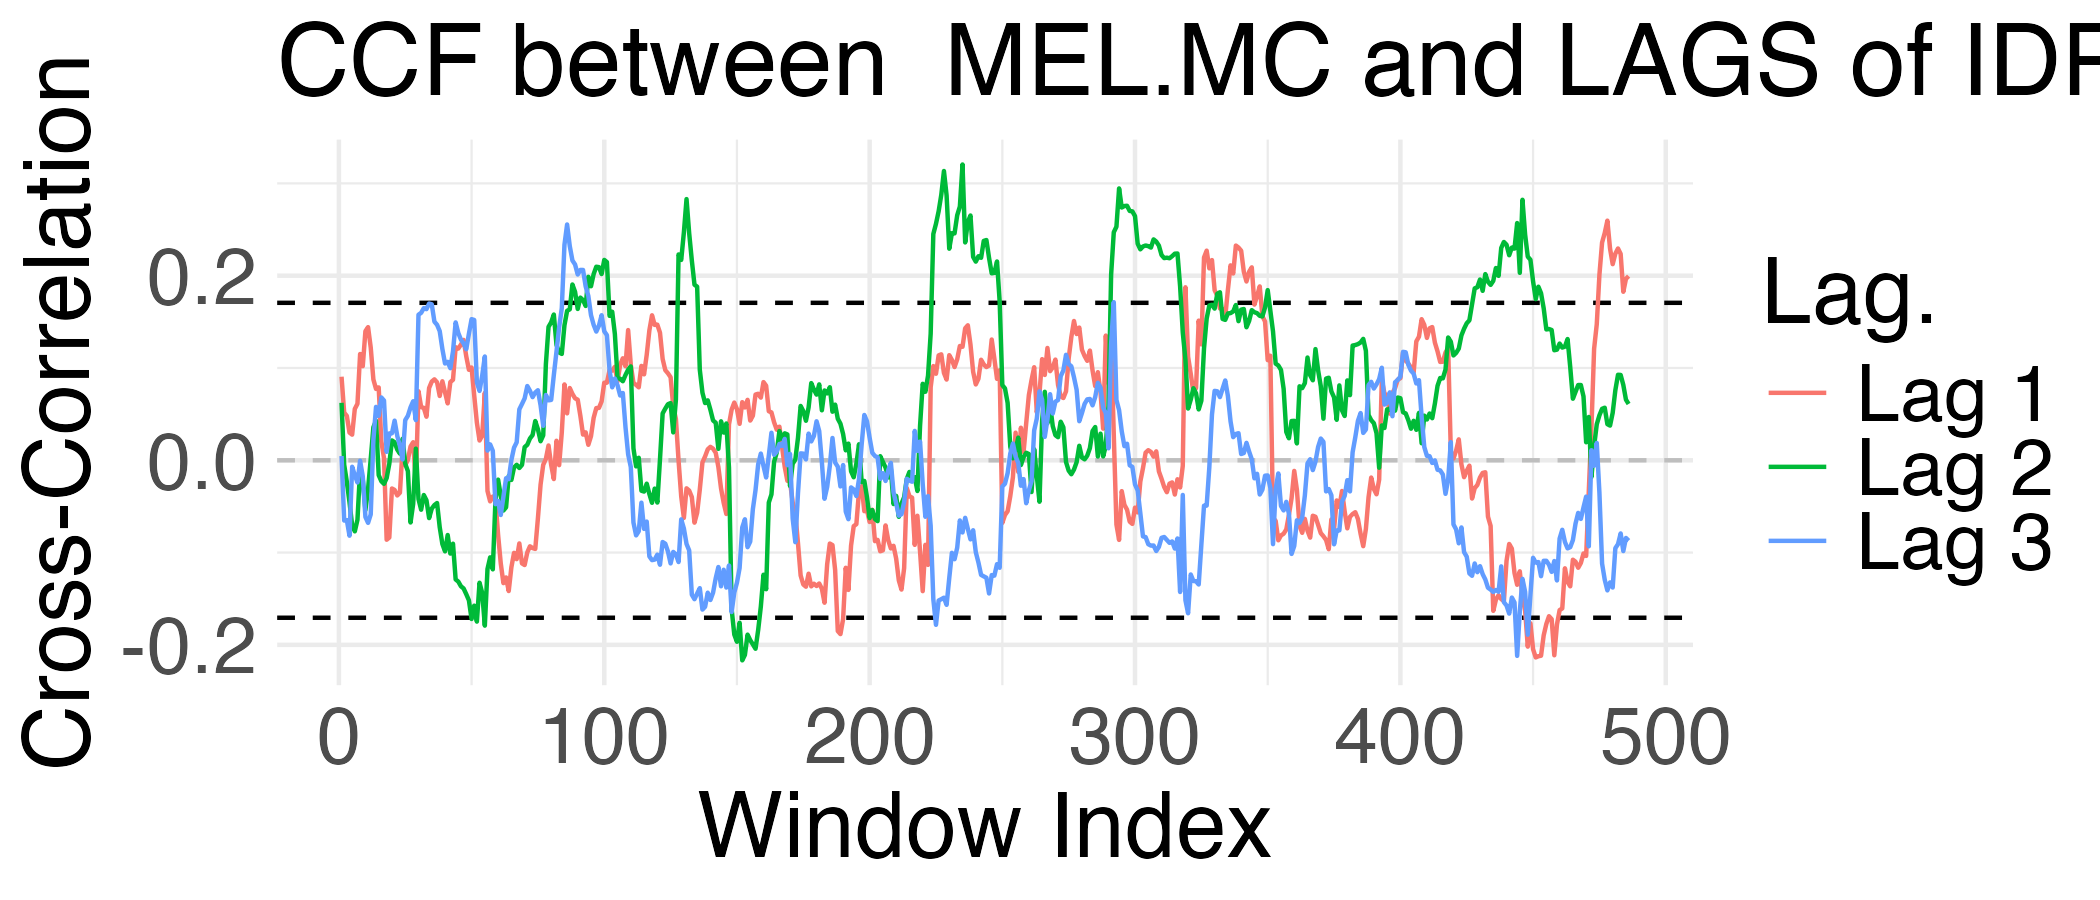 CCF between  MEL.MC and LAGS of
Cross-Correlation
0.2
0.0
-0.2
0 100 200 300 400 500
Window Index
Lag.
Lag 1
Lag 2
Lag 3